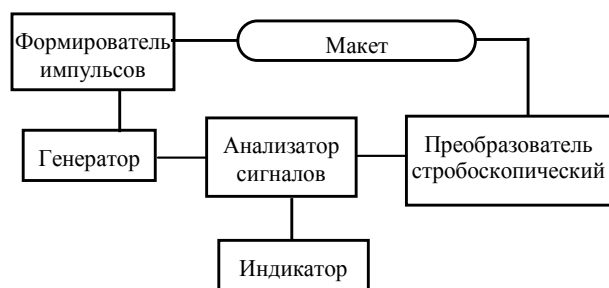 Формирователь
импульсов
Макет
Генератор
Анализатор
сигналов
Преобразователь
стробоскопический
Индикатор